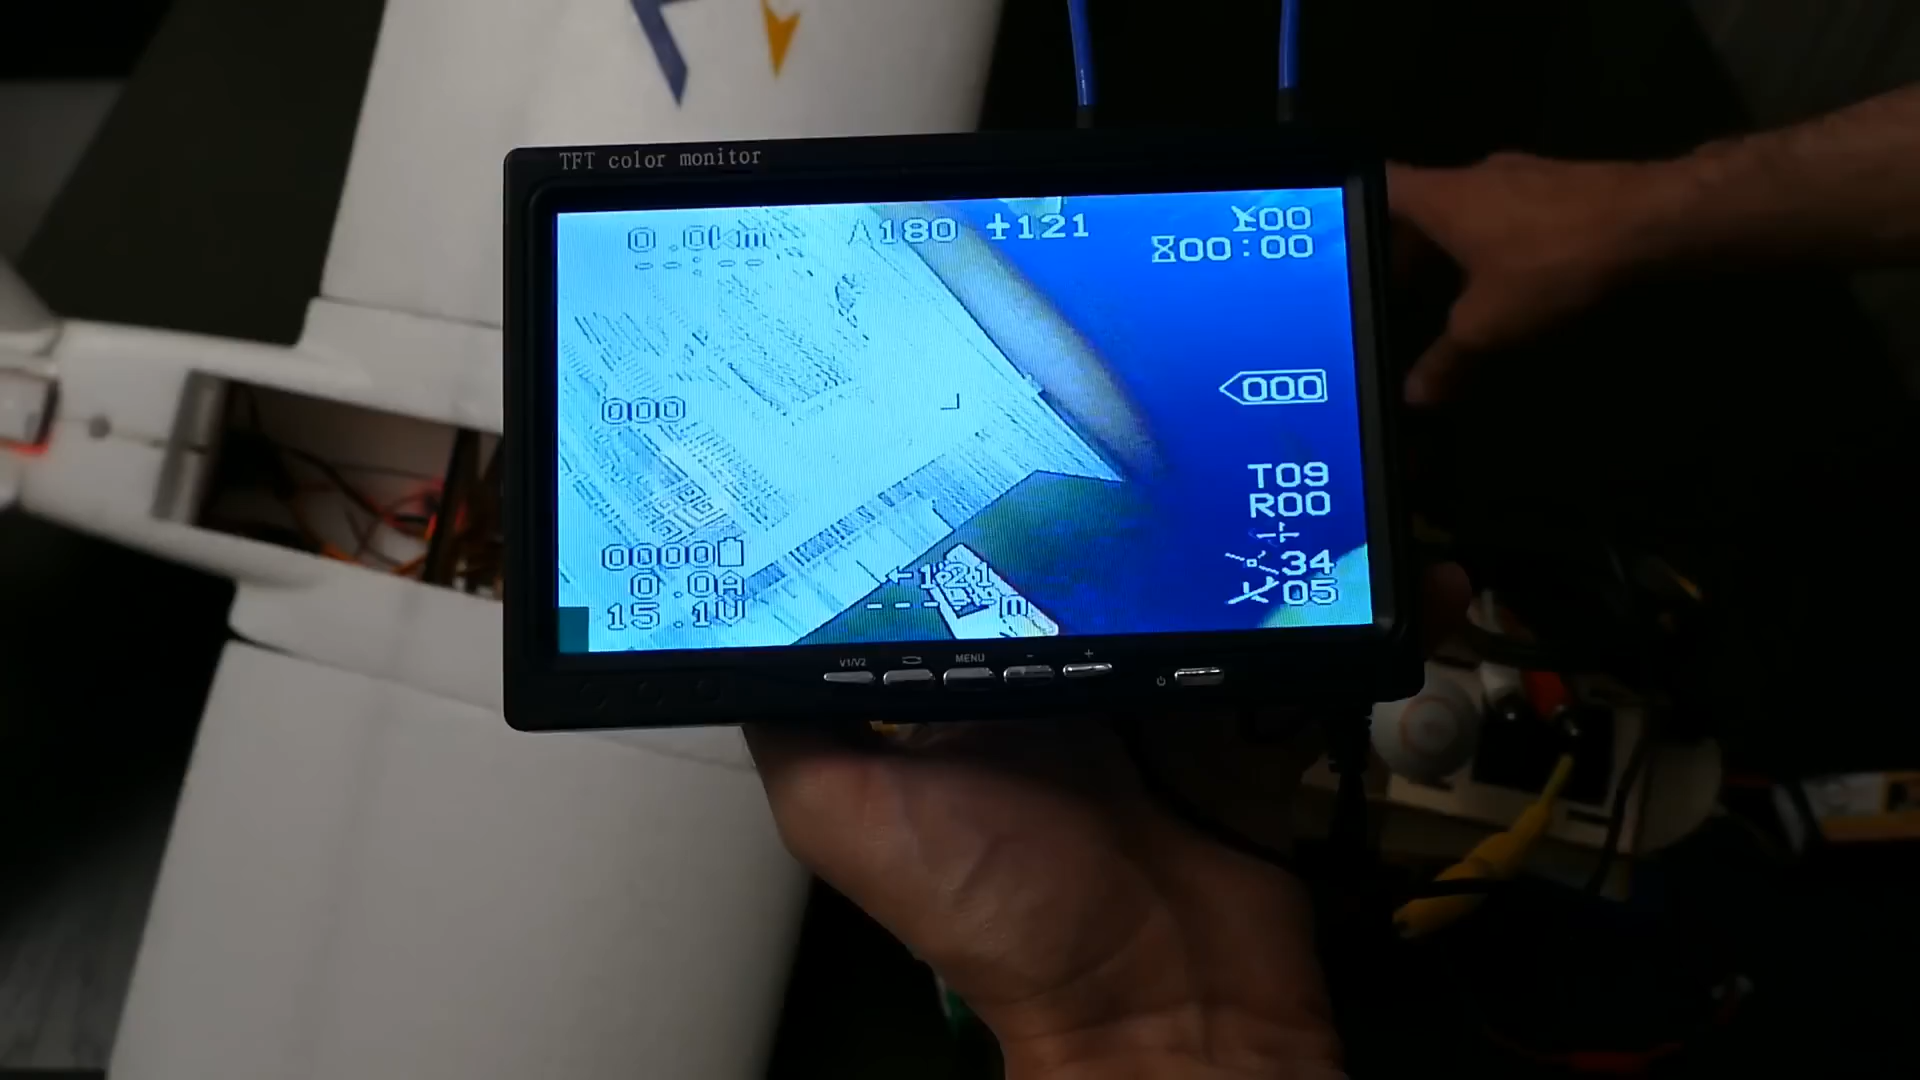 TFT color monitor
0.0km
180 121
00
00:00
--:--
000
000
T09
R00
34
05
0000
0.0A
15.1V
-121
----m
V1/V2
MENU
-
+